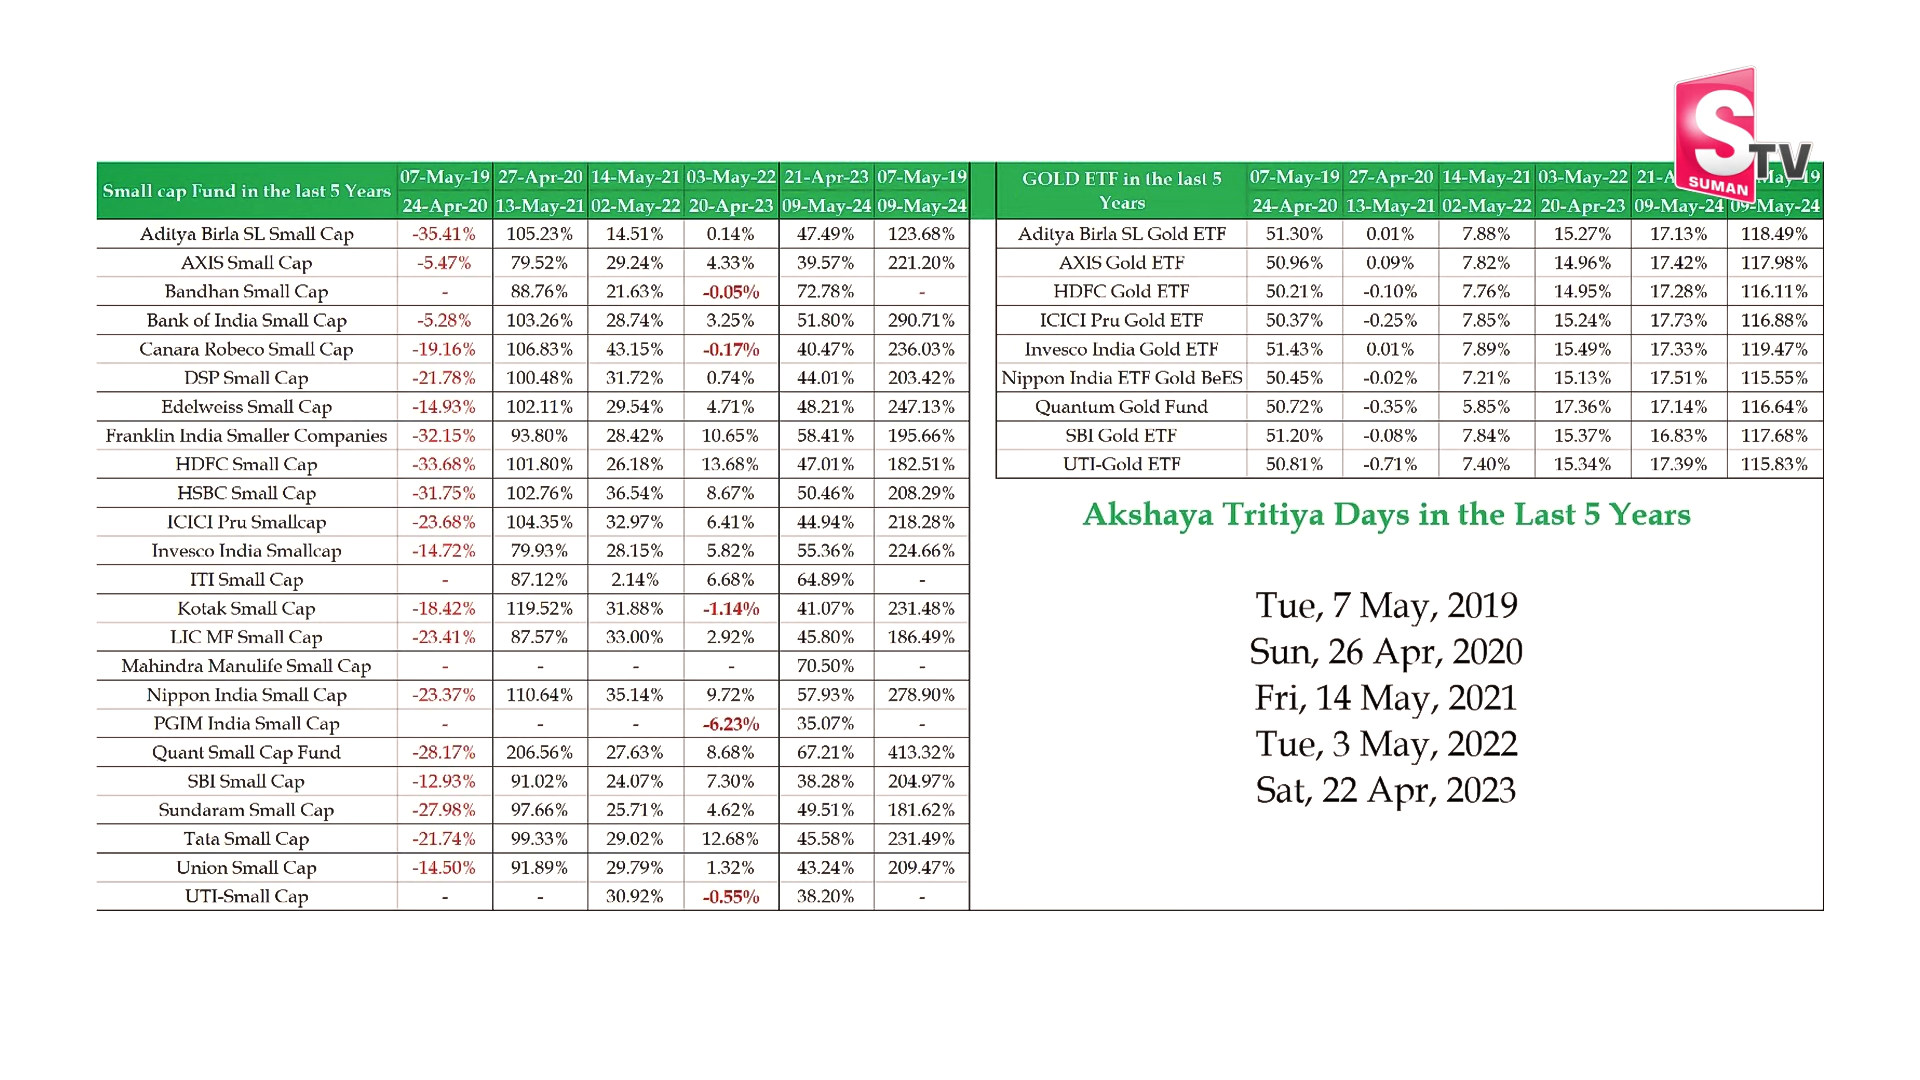 S
SUMAN
TV
Small cap Fund in the last 5 Years 07-May-19 27-Apr-20 14-May-21 03-May-22 21-Apr-23 07-May-19
24-Apr-20 13-May-21 02-May-22 20-Apr-23 09-May-24 09-May-24
Aditya Birla SL Small Cap -35.41% 105.23% 14.51% 0.14% 47.49% 123.68%
AXIS Small Cap -5.47% 79.52% 29.24% 4.33% 39.57% 221.20%
Bandhan Small Cap - 88.76% 21.63% -0.05% 72.78% -
Bank of India Small Cap -5.28% 103.26% 28.74% 3.25% 51.80% 290.71%
Canara Robeco Small Cap -19.16% 106.83% 43.15% -0.17% 40.47% 236.03%
DSP Small Cap -21.78% 100.48% 31.72% 0.74% 44.01% 203.42%
Edelweiss Small Cap -14.93% 102.11% 29.54% 4.71% 48.21% 247.13%
Franklin India Smaller Companies -32.15% 93.80% 28.42% 10.65% 58.41% 195.66%
HDFC Small Cap -33.68% 101.80% 26.18% 13.68% 47.01% 182.51%
HSBC Small Cap -31.75% 102.76% 36.54% 8.67% 50.46% 208.29%
ICICI Pru Smallcap -23.68% 104.35% 32.97% 6.41% 44.94% 218.28%
Invesco India Smallcap -14.72% 79.93% 28.15% 5.82% 55.36% 224.66%
ITI Small Cap - 87.12% 2.14% 6.68% 64.89% -
Kotak Small Cap -18.42% 119.52% 31.88% -1.14% 41.07% 231.48%
LIC MF Small Cap -23.41% 87.57% 33.00% 2.92% 45.80% 186.49%
Mahindra Manulife Small Cap - - - - 70.50% -
Nippon India Small Cap -23.37% 110.64% 35.14% 9.72% 57.93% 278.90%
PGIM India Small Cap - - - -6.23% 35.07% -
Quant Small Cap Fund -28.17% 206.56% 27.63% 8.68% 67.21% 413.32%
SBI Small Cap -12.93% 91.02% 24.07% 7.30% 38.28% 204.97%
Sundaram Small Cap -27.98% 97.66% 25.71% 4.62% 49.51% 181.62%
Tata Small Cap -21.74% 99.33% 29.02% 12.68% 45.58% 231.49%
Union Small Cap -14.50% 91.89% 29.79% 1.32% 43.24% 209.47%
UTI-Small Cap - - 30.92% -0.55% 38.20% -
GOLD ETF in the last 5 07-May-19 27-Apr-20 14-May-21 03-May-22
Years 24-Apr-20 13-May-21 02-May-22 20-Apr-23 09-May-24 09-May-24
Aditya Birla SL Gold ETF 51.30% 0.01% 7.88% 15.27% 17.13% 118.49%
AXIS Gold ETF 50.96% 0.09% 7.82% 14.96% 17.42% 117.98%
HDFC Gold ETF 50.21% -0.10% 7.76% 14.95% 17.28% 116.11%
ICICI Pru Gold ETF 50.37% -0.25% 7.85% 15.24% 17.73% 116.88%
Invesco India Gold ETF 51.43% 0.01% 7.89% 15.49% 17.33% 119.47%
Nippon India ETF Gold BeES 50.45% -0.02% 7.21% 15.13% 17.51% 115.55%
Quantum Gold Fund 50.72% -0.35% 5.85% 17.36% 17.14% 116.64%
SBI Gold ETF 51.20% -0.08% 7.84% 15.37% 16.83% 117.68%
UTI-Gold ETF 50.81% -0.71% 7.40% 15.34% 17.39% 115.83%
Akshaya Tritiya Days in the Last 5 Years
Tue, 7 May, 2019
Sun, 26 Apr, 2020
Fri, 14 May, 2021
Tue, 3 May, 2022
Sat, 22 Apr, 2023